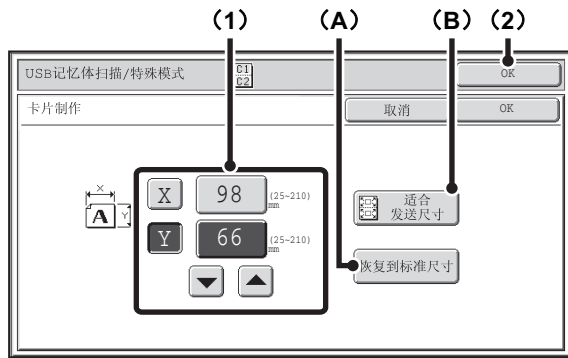 (1) (A) (B) (2)
USB记忆体扫描/特殊模式 C1 C2 OK
卡片制作 取消 OK
X 98 (25~210) mm
X Y A
Y 66 (25~210) mm
适合
发送尺寸
恢复到标准尺寸